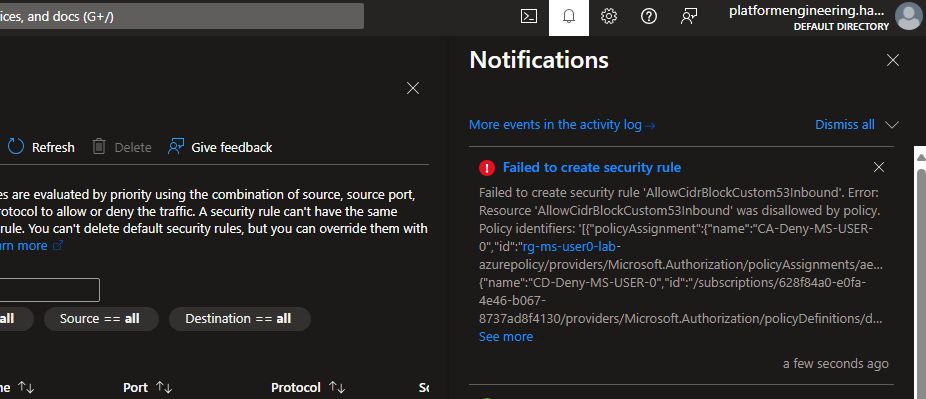 ices, and docs (G+/)
platformengineering.ha...
DEFAULT DIRECTORY
Notifications
More events in the activity log →
Dismiss all
Refresh
Delete
Give feedback
Failed to create security rule
es are evaluated by priority using the combination of source, source port,
rotocol to allow or deny the traffic. A security rule can't have the same
rule. You can't delete default security rules, but you can override them with
arn more
Failed to create security rule 'AllowCidrBlockCustom53Inbound'. Error:
Resource 'AllowCidrBlockCustom53Inbound' was disallowed by policy.
Policy identifiers: '[{"policyAssignment":{"name":"CA-Deny-MS-USER-
0","id":"rg-ms-user0-lab-
azurepolicy/providers/Microsoft.Authorization/policyAssignments/ae...
{"name":"CD-Deny-MS-USER-0","id":"/subscriptions/628f84a0-e0fa-
4e46-b067-
8737ad8f4130/providers/Microsoft.Authorization/policyDefinitions/d...
See more
a few seconds ago
all
Source == all
Destination == all
me
Port
Protocol
So